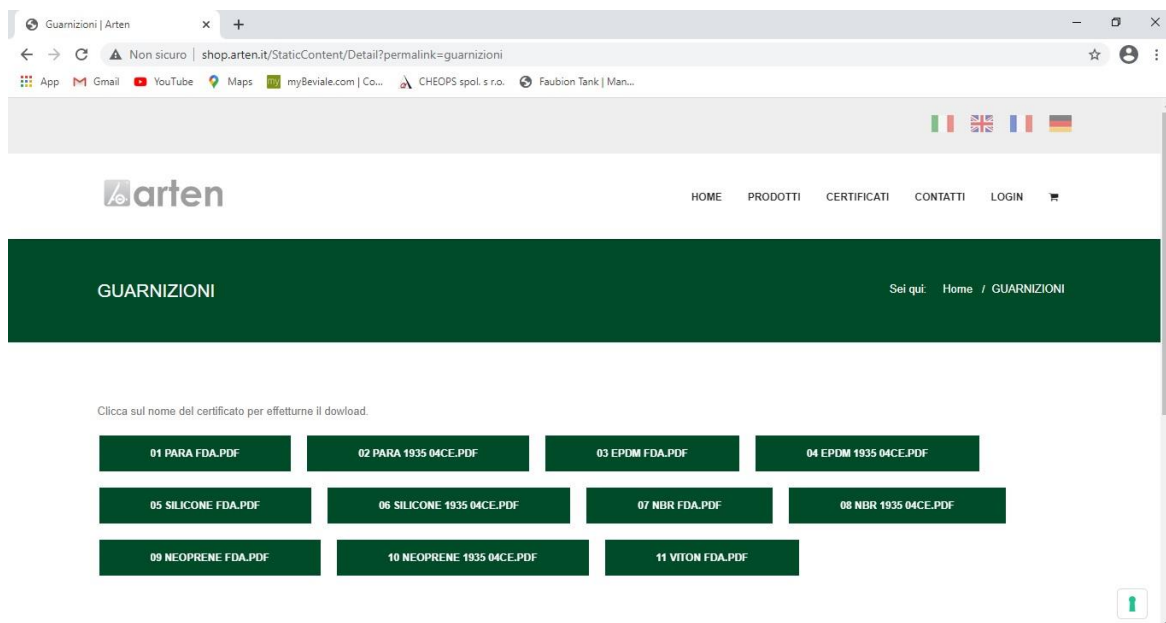 Guarnizioni | Arten
Non sicuro | shop.arten.it/StaticContent/Detail?permalink=guarnizioni
App Gmail YouTube Maps my myBeviale.com | Co... CHEOPS spol. s r.o. Faubion Tank | Man...
arten
HOME PRODOTTI CERTIFICATI CONTATTI LOGIN
GUARNIZIONI
Sei qui: Home / GUARNIZIONI
Clicca sul nome del certificato per effetturne il dowload.
01 PARA FDA.PDF 02 PARA 1935 04CE.PDF 03 EPDM FDA.PDF 04 EPDM 1935 04CE.PDF
05 SILICONE FDA.PDF 06 SILICONE 1935 04CE.PDF 07 NBR FDA.PDF 08 NBR 1935 04CE.PDF
09 NEOPRENE FDA.PDF 10 NEOPRENE 1935 04CE.PDF 11 VITON FDA.PDF